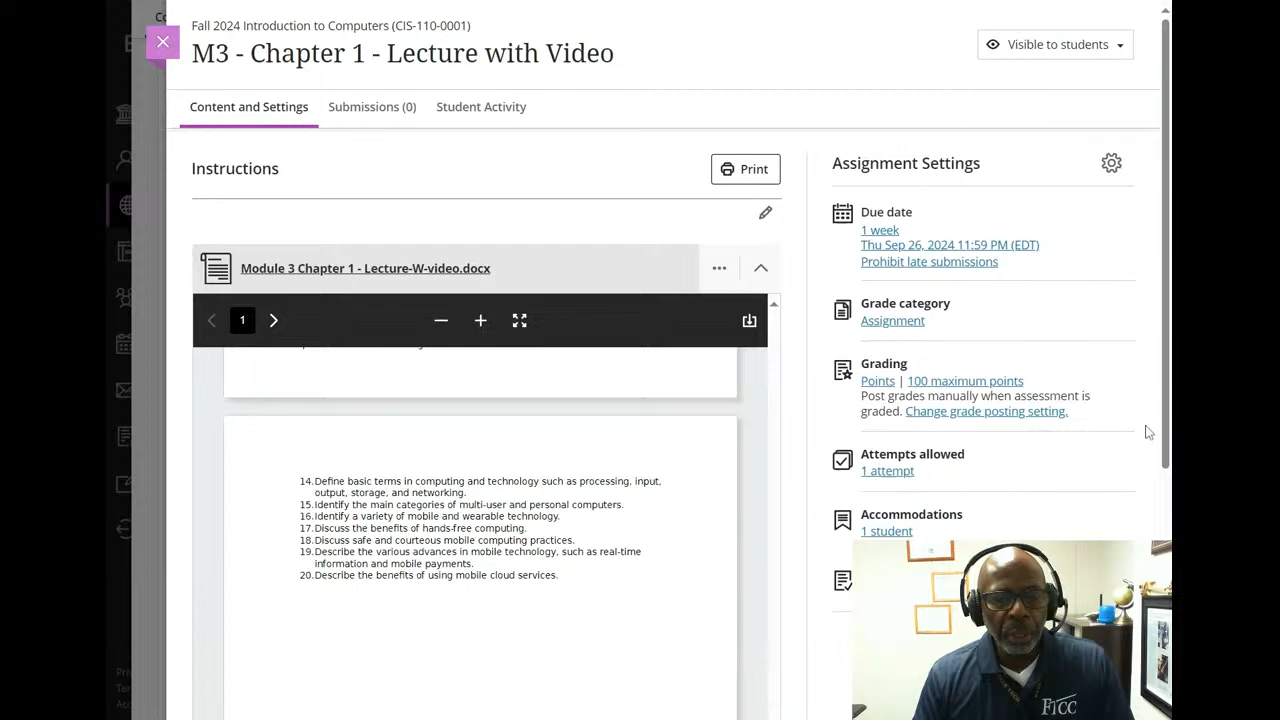 Co
Fall 2024 Introduction to Computers (CIS-110-0001)
M3 - Chapter 1 - Lecture with Video
Visible to students
Content and Settings
Submissions (0)
Student Activity
Instructions
Print
Module 3 Chapter 1 - Lecture-W-video.docx
1
14.Define basic terms in computing and technology such as processing, input,
output, storage, and networking.
15.Identify the main categories of multi-user and personal computers.
16.Identify a variety of mobile and wearable technology.
17.Discuss the benefits of hands-free computing.
18.Discuss safe and courteous mobile computing practices.
19.Describe the various advances in mobile technology, such as real-time
information and mobile payments.
20.Describe the benefits of using mobile cloud services.
Assignment Settings
Due date
1 week
Thu Sep 26, 2024 11:59 PM (EDT)
Prohibit late submissions
Grade category
Assignment
Grading
Points | 100 maximum points
Post grades manually when assessment is
graded. Change grade posting setting.
Attempts allowed
1 attempt
Accommodations
1 student
Pri
Ter
Acc
FTCC